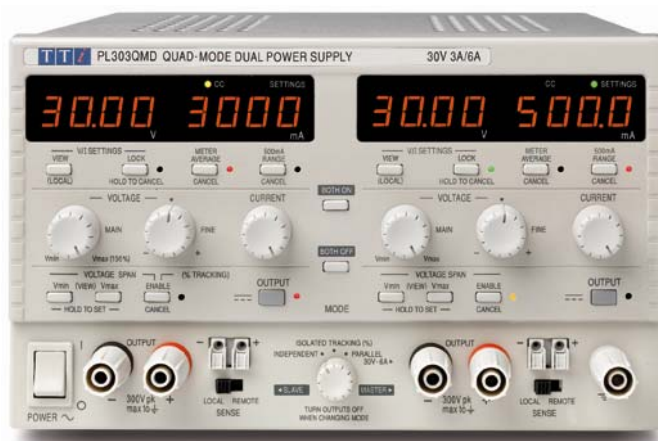 TTi PL303QMD QUAD-MODE DUAL POWER SUPPLY 30V 3A/6A
CC SETTINGS
30.00 V 3000 mA
CC SETTINGS
30.00 V 500.0 mA
V/I SETTINGS
VIEW
(LOCAL)
LOCK
HOLD TO CANCEL
METER
AVERAGE
CANCEL
500mA
RANGE
CANCEL
VOLTAGE
MAIN
Vmin
Vmax (100%)
FINE
- +
CURRENT
VOLTAGE SPAN
Vmin (VIEW) Vmax
HOLD TO SET
(% TRACKING)
ENABLE
CANCEL
OUTPUT
BOTH ON
BOTH OFF
MODE
V/I SETTINGS
VIEW
(LOCAL)
LOCK
HOLD TO CANCEL
METER
AVERAGE
CANCEL
500mA
RANGE
CANCEL
VOLTAGE
MAIN
Vmin
Vmax
FINE
- +
CURRENT
VOLTAGE SPAN
Vmin (VIEW) Vmax
HOLD TO SET
ENABLE
CANCEL
OUTPUT
I
O
POWER
OUTPUT
- +
300V pk
max to
- +
LOCAL REMOTE
SENSE
ISOLATED TRACKING (%)
INDEPENDENT
PARALLEL
30V-6A
SLAVE
MASTER
TURN OUTPUTS OFF
WHEN CHANGING MODE
OUTPUT
- +
300V pk
max to
- +
LOCAL REMOTE
SENSE